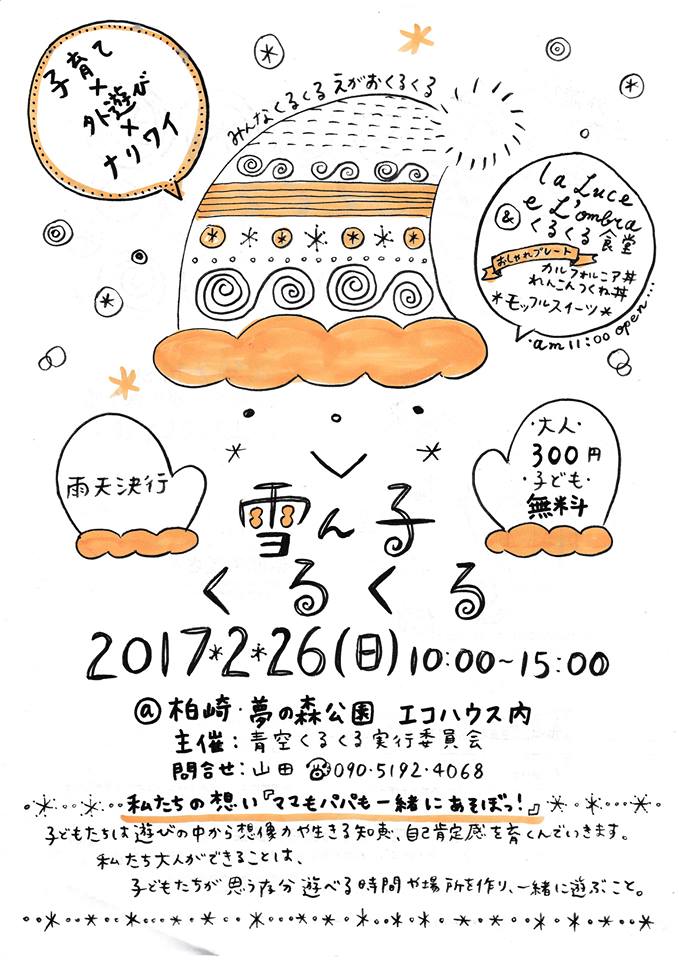 子育て
×
外遊び
×
ナリワイ
みんなくるくる えがおくるくる
la Luce
e L'ombra
&
くるくる食堂
おしゃれプレート
カルフォルニア丼
れんこんつくね丼
*モッフルスイーツ*
・am 11:00 open...
雨天決行
・大人・
300円
・子ども・
無料
雪ん子
くるくる
2017*2*26(日)10:00~15:00
@柏崎・夢の森公園 エコハウス内
主催:青空くるくる実行委員会
問合せ:山田 ☎090・5192・4068
私たちの想い『ママもパパも一緒にあそぼっ!』
子どもたちは遊びの中から想像力や生きる知恵、自己肯定感を育くんでいきます。
私たち大人ができることは、
子どもたちが思う存分遊べる時間や場所を作り、一緒に遊ぶこと。